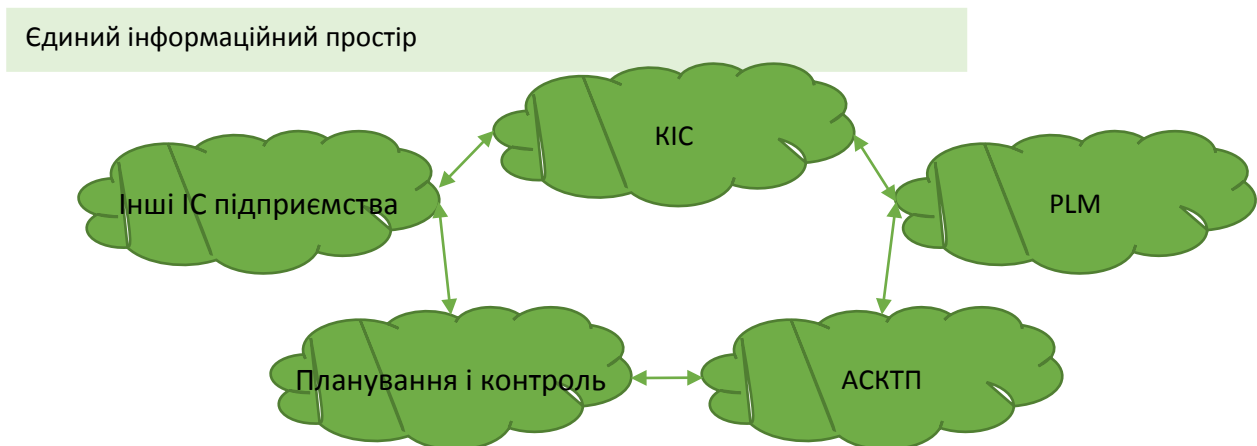 Єдиний інформаційний простір
КІС
Інші ІС підприємства
PLM
Планування і контроль
АСКТП